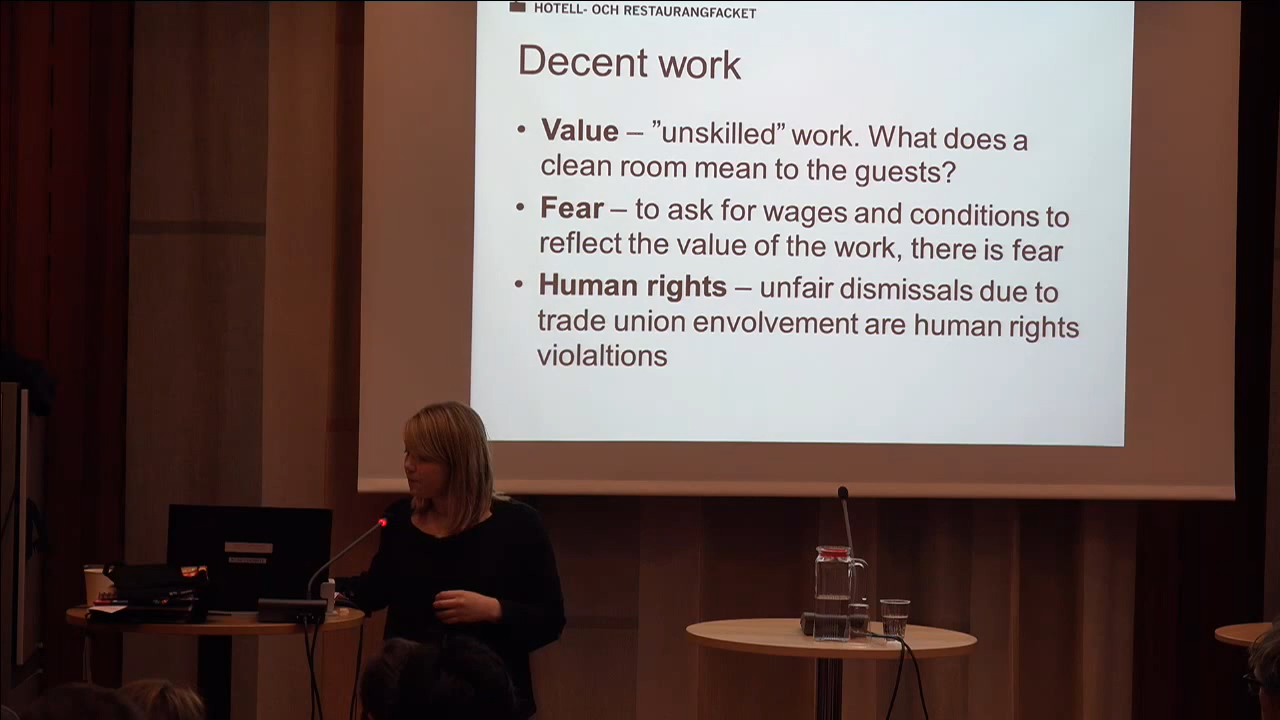 HOTELL- OCH RESTAURANGFACKET
Decent work
• Value – ”unskilled” work. What does a
clean room mean to the guests?
• Fear – to ask for wages and conditions to
reflect the value of the work, there is fear
• Human rights – unfair dismissals due to
trade union envolvement are human rights
violaltions